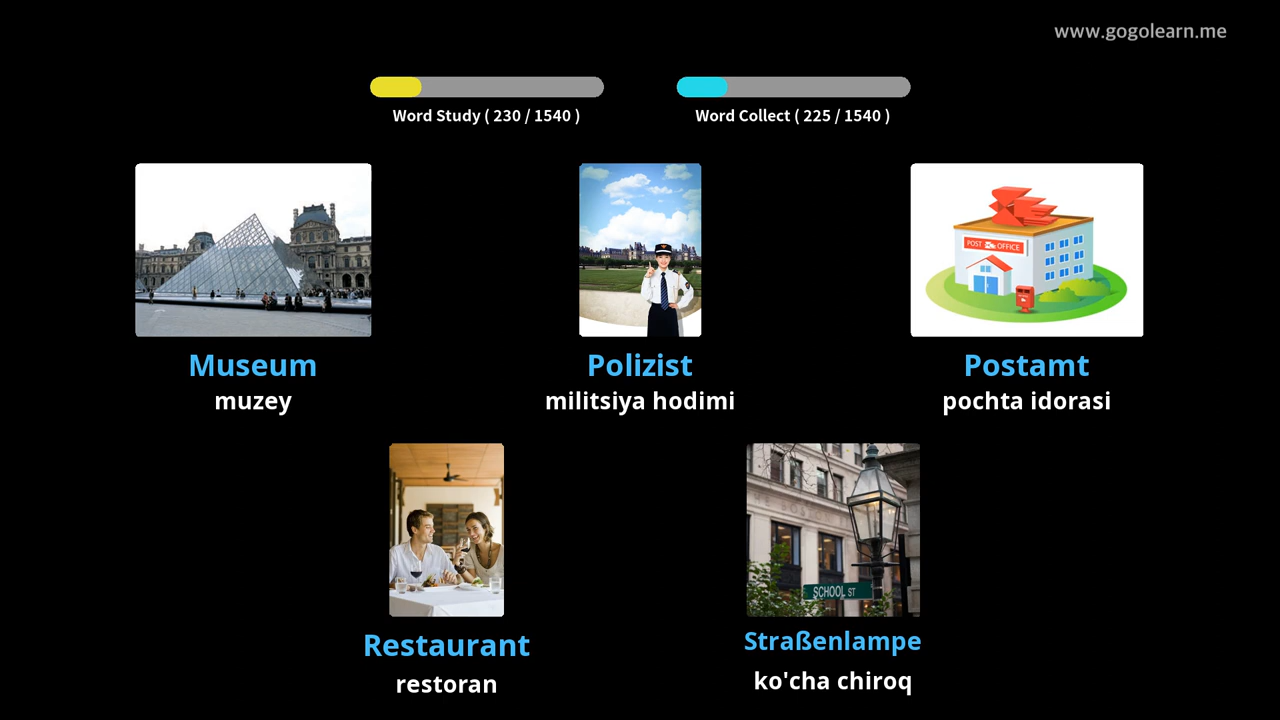 www.gogolearn.me
Word Study ( 230 / 1540 )
Word Collect ( 225 / 1540 )
POST OFFICE
Museum
muzey
Polizist
militsiya hodimi
Postamt
pochta idorasi
SCHOOL ST
Restaurant
restoran
Straßenlampe
ko'cha chiroq